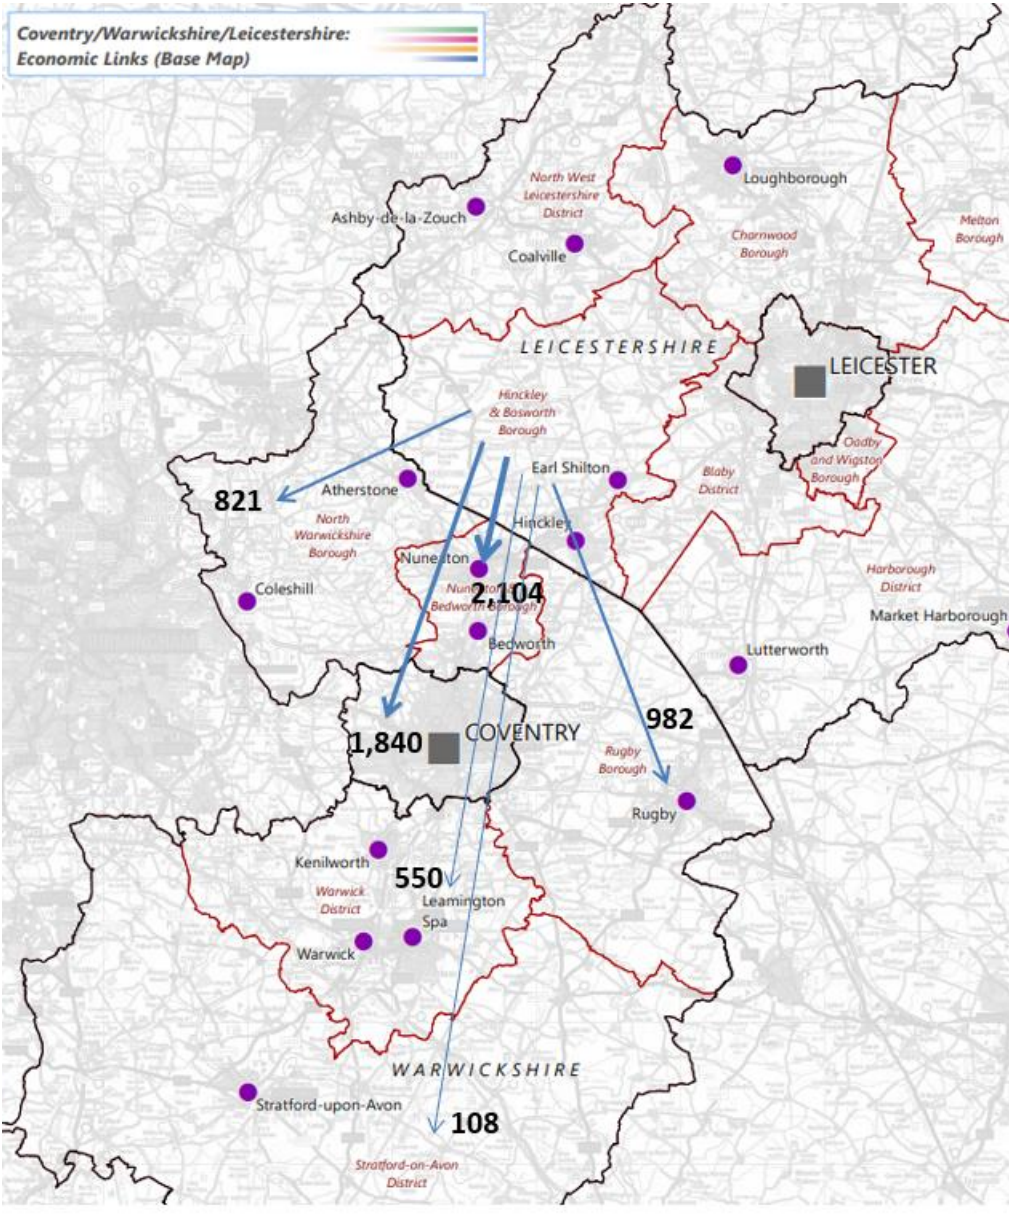 Coventry/Warwickshire/Leicestershire:
Economic Links (Base Map)
Loughborough
North West
Leicestershire
District
Ashby-de-la-Zouch
Melton
Borough
Charnwood
Borough
Coalville
LEICESTERSHIRE
LEICESTER
Hinckley
& Bosworth
Borough
Oadby
and Wigston
Borough
Earl Shilton
Blaby
District
Atherstone
821
North
Warwickshire
Borough
Hinckley
Nuneaton
Harborough
District
Coleshill
2,104
Nuneaton &
Bedworth Borough
Market Harborough
Bedworth
Lutterworth
982
COVENTRY
1,840
Rugby
Borough
Rugby
Kenilworth
550
Warwick
District
Leamington
Spa
Warwick
WARWICKSHIRE
Stratford-upon-Avon
108
Stratford-on-Avon
District